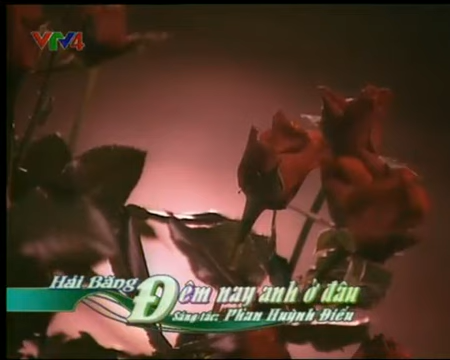 VTV4
Hải Băng
Đêm nay anh ở đâu
Sáng tác: Phan Huỳnh Điểu